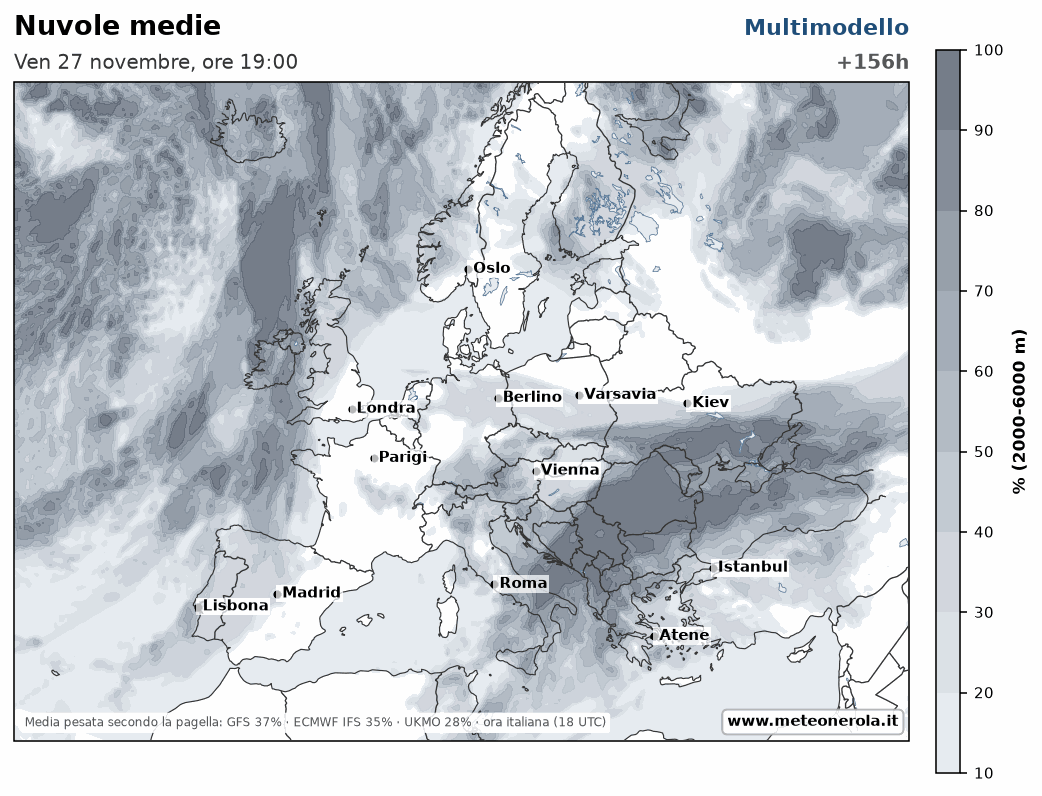 Nuvole medie
Multimodello
Ven 27 novembre, ore 19:00
+156h
100
90
80
70
60
50
40
30
20
10
% (2000-6000 m)
Oslo
Berlino
Varsavia
Kiev
Londra
Parigi
Vienna
Istanbul
Roma
Madrid
Lisbona
Atene
Media pesata secondo la pagella: GFS 37% · ECMWF IFS 35% · UKMO 28% · ora italiana (18 UTC)
www.meteonerola.it